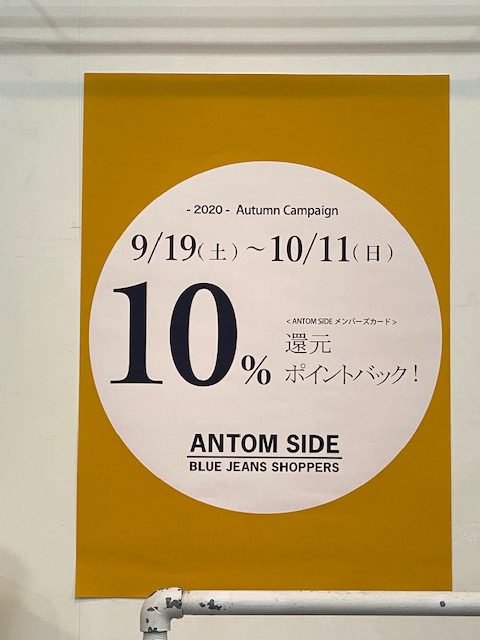 - 2020 - Autumn Campaign
9/19(土)～10/11(日)
10%
<ANTOM SIDE メンバーズカード>
還元
ポイントバック!
ANTOM SIDE
BLUE JEANS SHOPPERS